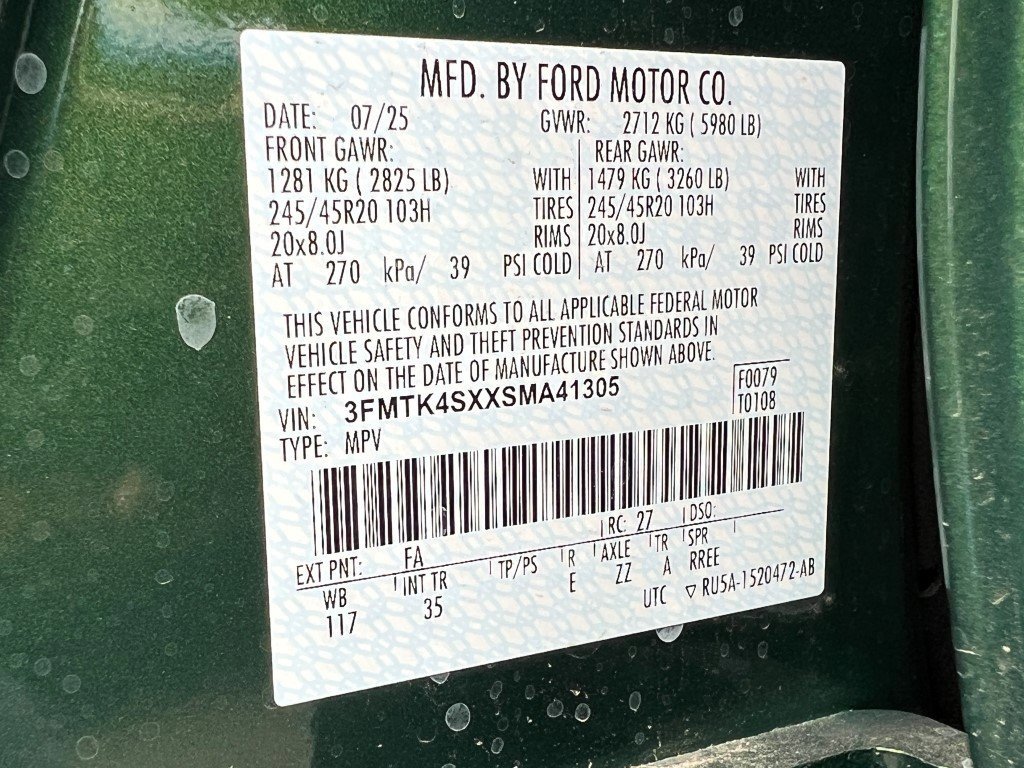 MFD. BY FORD MOTOR CO.
DATE: 07/25 GVWR: 2712 KG ( 5980 LB)
FRONT GAWR: REAR GAWR:
1281 KG ( 2825 LB) WITH 1479 KG ( 3260 LB) WITH
245/45R20 103H TIRES 245/45R20 103H TIRES
20x8.0J RIMS 20x8.0J RIMS
AT 270 kPa/ 39 PSI COLD AT 270 kPa/ 39 PSI COLD
THIS VEHICLE CONFORMS TO ALL APPLICABLE FEDERAL MOTOR
VEHICLE SAFETY AND THEFT PREVENTION STANDARDS IN
EFFECT ON THE DATE OF MANUFACTURE SHOWN ABOVE.
VIN: 3FMTK4SXXSMA41305 F0079
TYPE: MPV T0108
EXT PNT: FA RC: 27 DSO:
WB INT TR TP/PS R AXLE TR SPR
117 35 E ZZ A RREE
UTC ▽ RU5A-1520472-AB